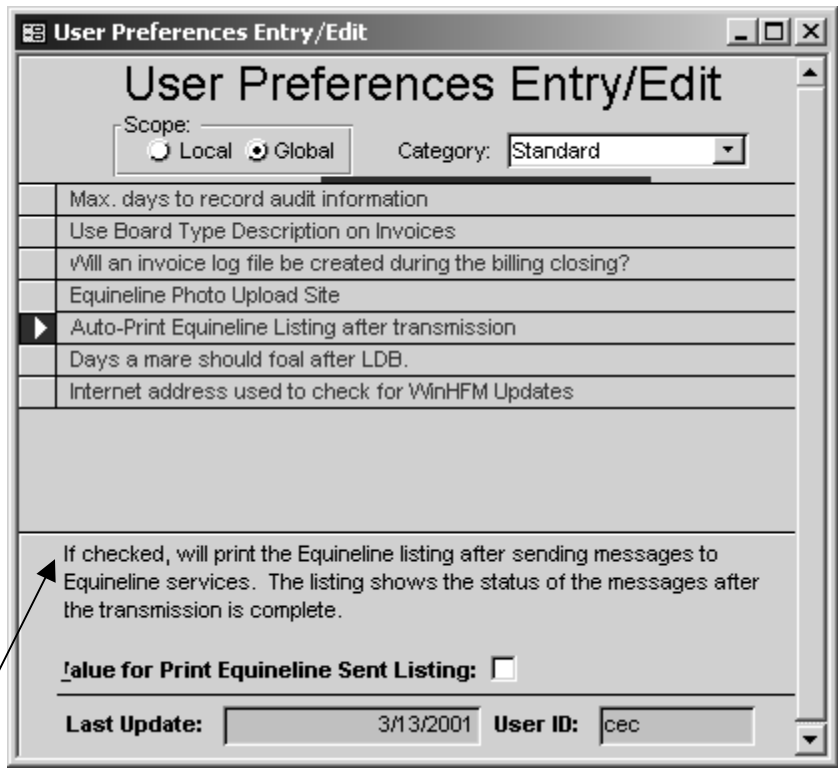 User Preferences Entry/Edit
User Preferences Entry/Edit
Scope:
Local Global Category: Standard
Max. days to record audit information
Use Board Type Description on Invoices
Will an invoice log file be created during the billing closing?
Equineline Photo Upload Site
Auto-Print Equineline Listing after transmission
Days a mare should foal after LDB.
Internet address used to check for WinHFM Updates
If checked, will print the Equineline listing after sending messages to
Equineline services. The listing shows the status of the messages after
the transmission is complete.
Value for Print Equineline Sent Listing:
Last Update: 3/13/2001 User ID: cec